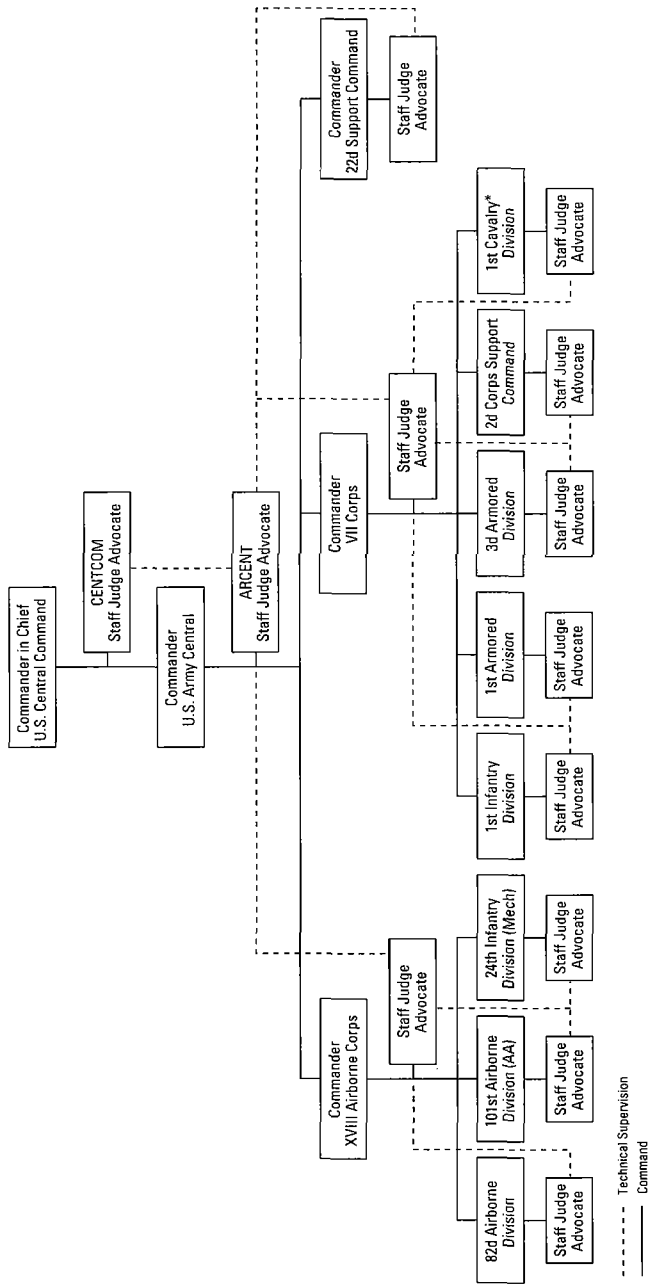 Commander in Chief
U.S. Central Command
CENTCOM
Staff Judge Advocate
Commander
U.S. Army Central
ARCENT
Staff Judge Advocate
Commander
XVIII Airborne Corps
Commander
VII Corps
Commander
22d Support Command
Staff Judge
Advocate
Staff Judge
Advocate
Staff Judge
Advocate
82d Airborne
Division
101st Airborne
Division (AA)
24th Infantry
Division (Mech)
1st Infantry
Division
1st Armored
Division
3d Armored
Division
2d Corps Support
Command
1st Cavalry*
Division
Staff Judge
Advocate
Staff Judge
Advocate
Staff Judge
Advocate
Staff Judge
Advocate
Staff Judge
Advocate
Staff Judge
Advocate
Staff Judge
Advocate
Staff Judge
Advocate
Technical Supervision
Command